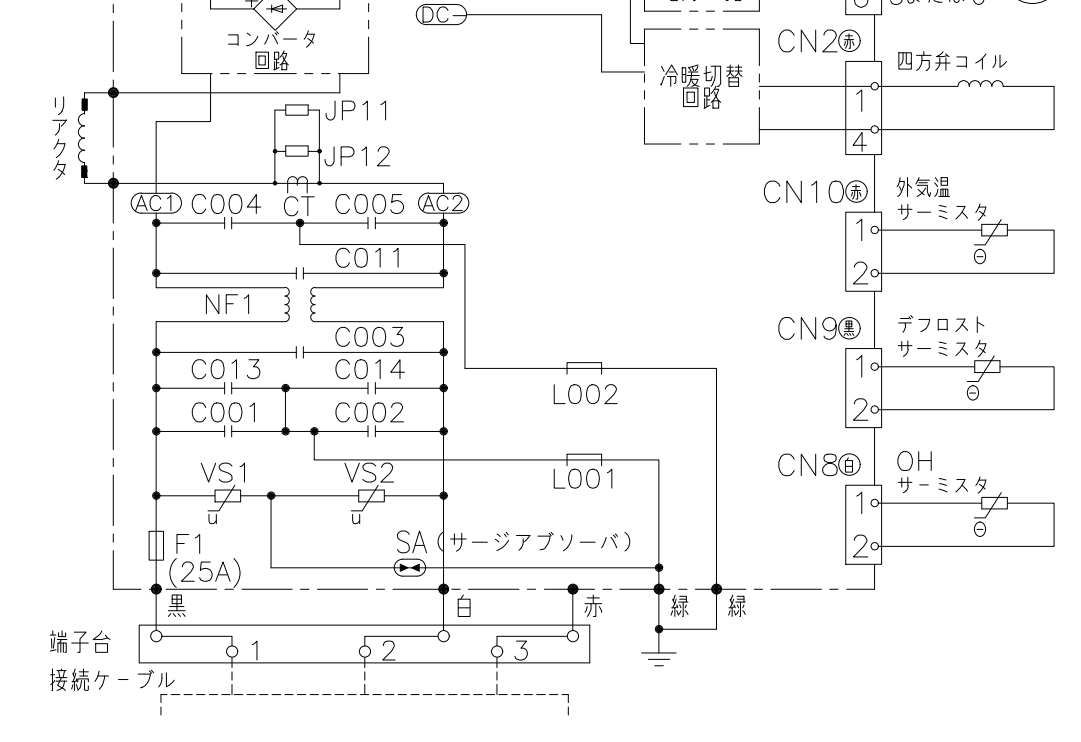 コンバータ
回路
DC
CN2赤
四方弁コイル
冷暖切替
回路
1
4
リアクタ
JP11
JP12
AC1
C004
CT
C005
AC2
CN10赤
外気温
サーミスタ
1
2
C011
NF1
C003
CN9黒
デフロスト
サーミスタ
1
2
C013
C014
C001
C002
L002
L001
CN8白
OH
サーミスタ
1
2
VS1
VS2
u
u
F1
(25A)
SA(サージアブソーバ)
黒
白
赤
緑
緑
端子台
1
2
3
接続ケーブル